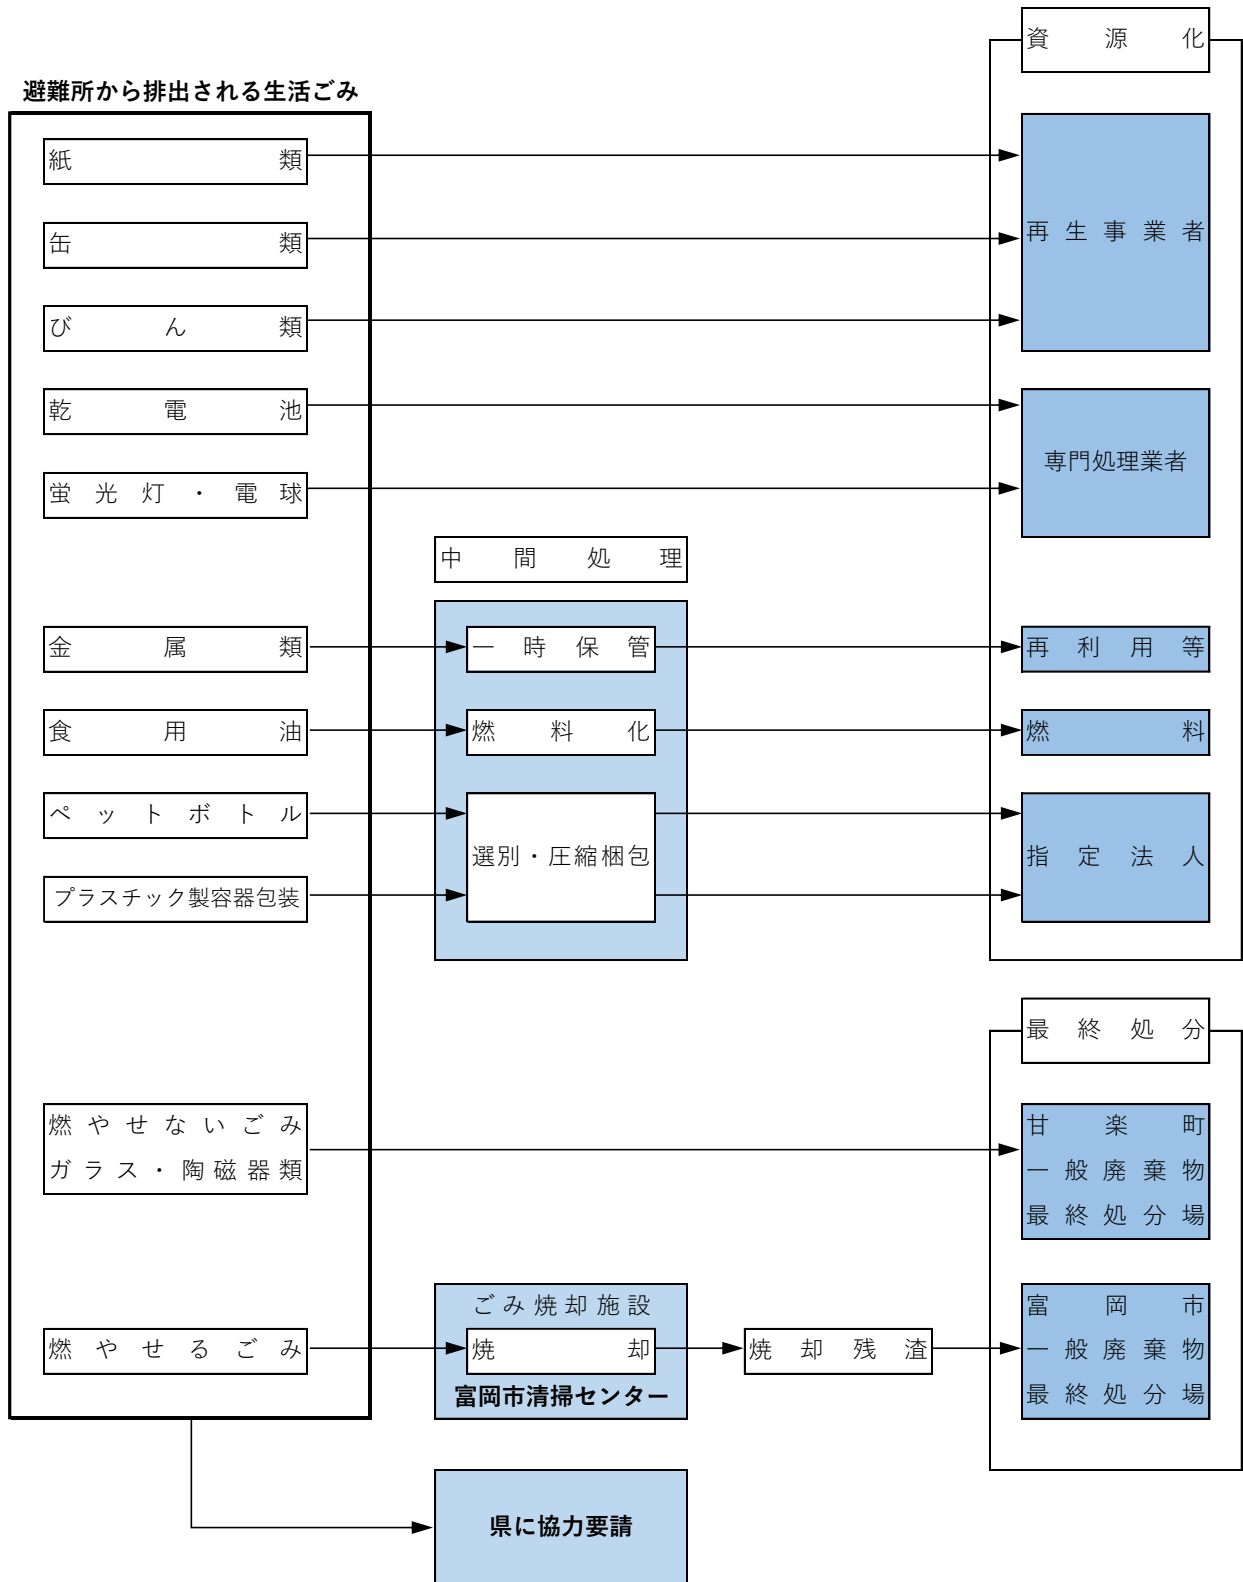 資源化
避難所から排出される生活ごみ
紙類
缶類
再生事業者
びん類
乾電池
専門処理業者
蛍光灯・電球
中間処理
金属類
一時保管
再利用等
食用油
燃料化
燃料
ペットボトル
選別・圧縮梱包
指定法人
プラスチック製容器包装
最終処分
燃やせないごみ
ガラス・陶磁器類
甘楽町
一般廃棄物
最終処分場
ごみ焼却施設
燃やせるごみ
焼却
富岡市清掃センター
焼却残渣
富岡市
一般廃棄物
最終処分場
県に協力要請